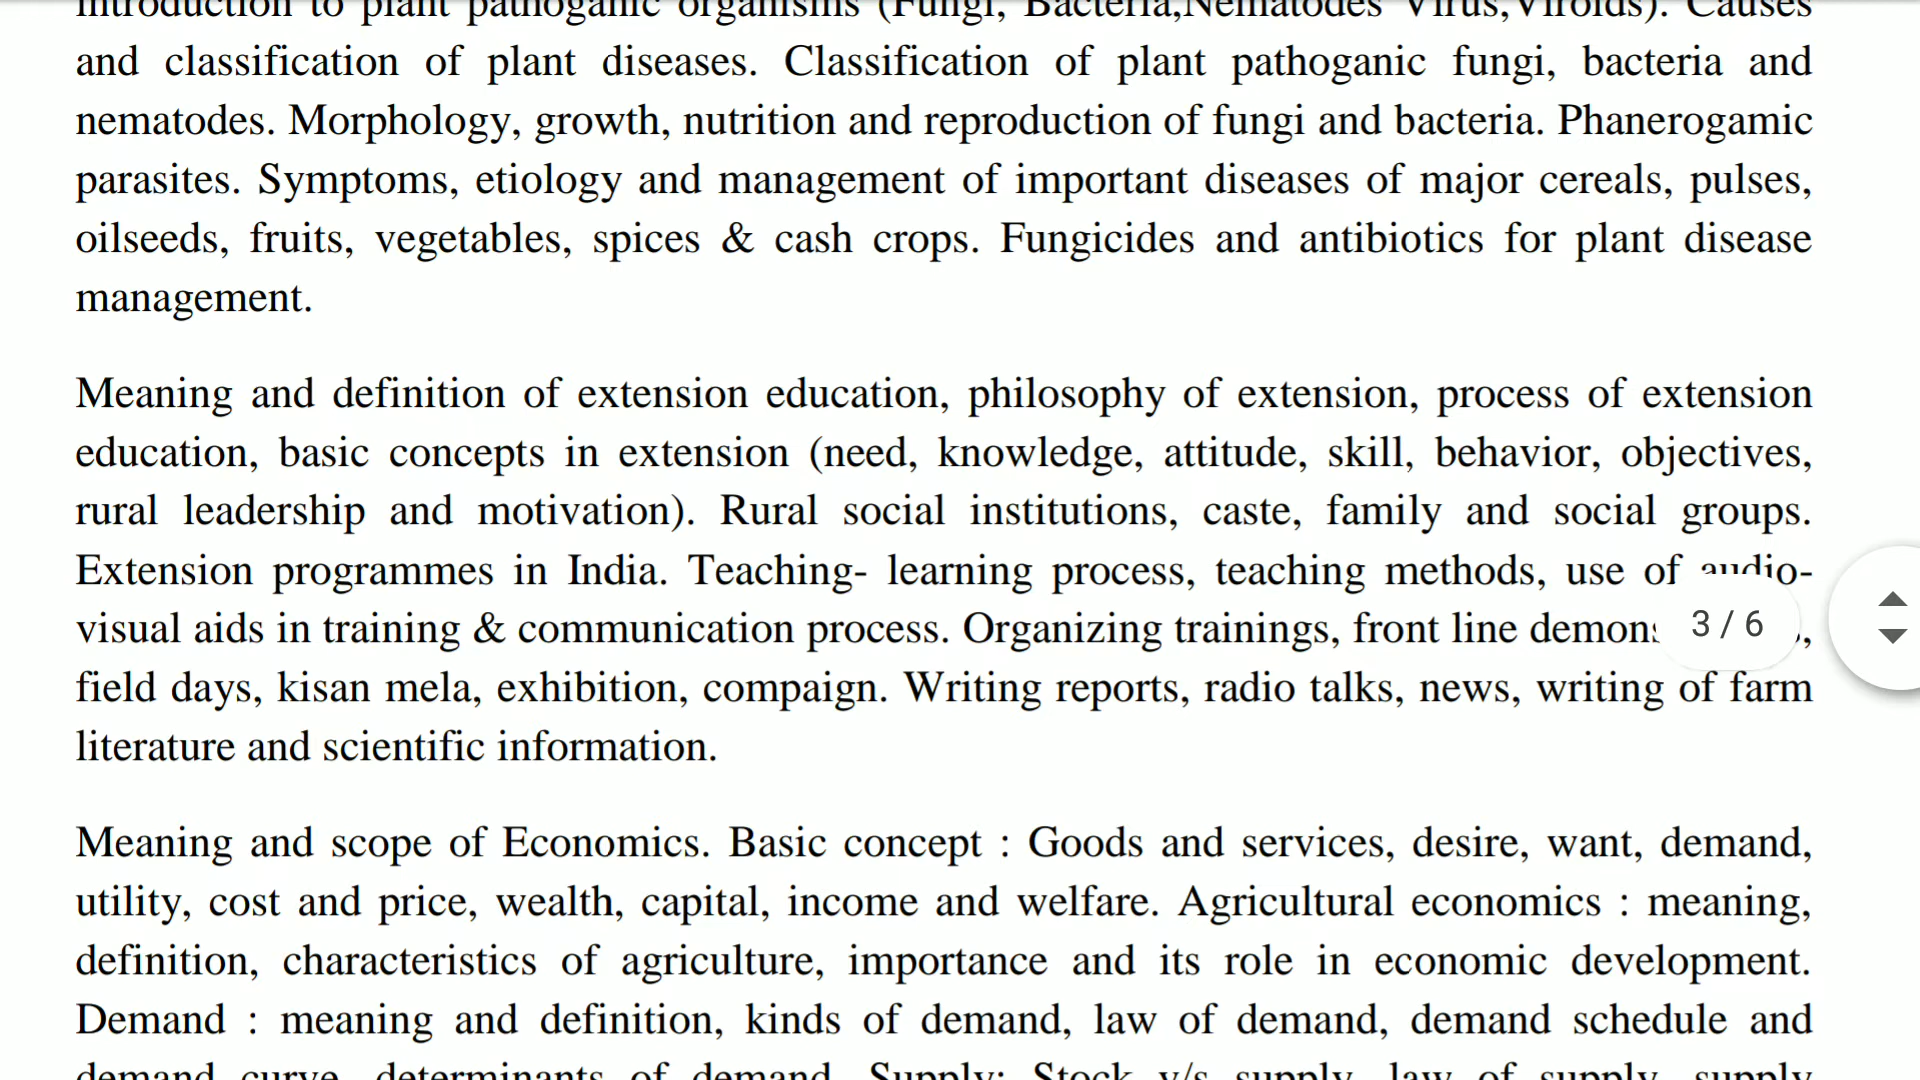 introduction to plant pathoganic organisms (Fungi, Bacteria,Nematodes Virus,Viroids). Causes
and classification of plant diseases. Classification of plant pathoganic fungi, bacteria and
nematodes. Morphology, growth, nutrition and reproduction of fungi and bacteria. Phanerogamic
parasites. Symptoms, etiology and management of important diseases of major cereals, pulses,
oilseeds, fruits, vegetables, spices & cash crops. Fungicides and antibiotics for plant disease
management.
Meaning and definition of extension education, philosophy of extension, process of extension
education, basic concepts in extension (need, knowledge, attitude, skill, behavior, objectives,
rural leadership and motivation). Rural social institutions, caste, family and social groups.
Extension programmes in India. Teaching- learning process, teaching methods, use of audio-
visual aids in training & communication process. Organizing trainings, front line
3 / 6
field days, kisan mela, exhibition, compaign. Writing reports, radio talks, news, writing of farm
literature and scientific information.
Meaning and scope of Economics. Basic concept : Goods and services, desire, want, demand,
utility, cost and price, wealth, capital, income and welfare. Agricultural economics : meaning,
definition, characteristics of agriculture, importance and its role in economic development.
Demand : meaning and definition, kinds of demand, law of demand, demand schedule and
demand curve, determinants of demand. Supply: Stock v/s supply, law of supply, supply